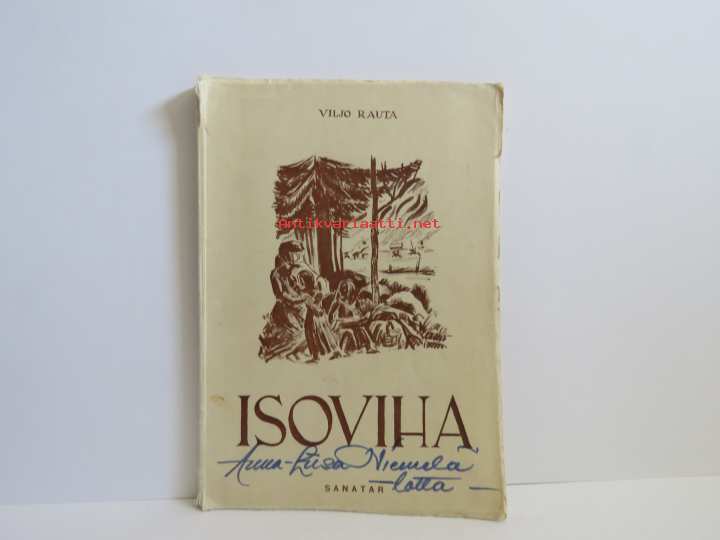 VILJO RAUTA
Antikvariaatti.net
ISOVIHA
Anna-Liisa Niemelä
- lotta -
SANATAR